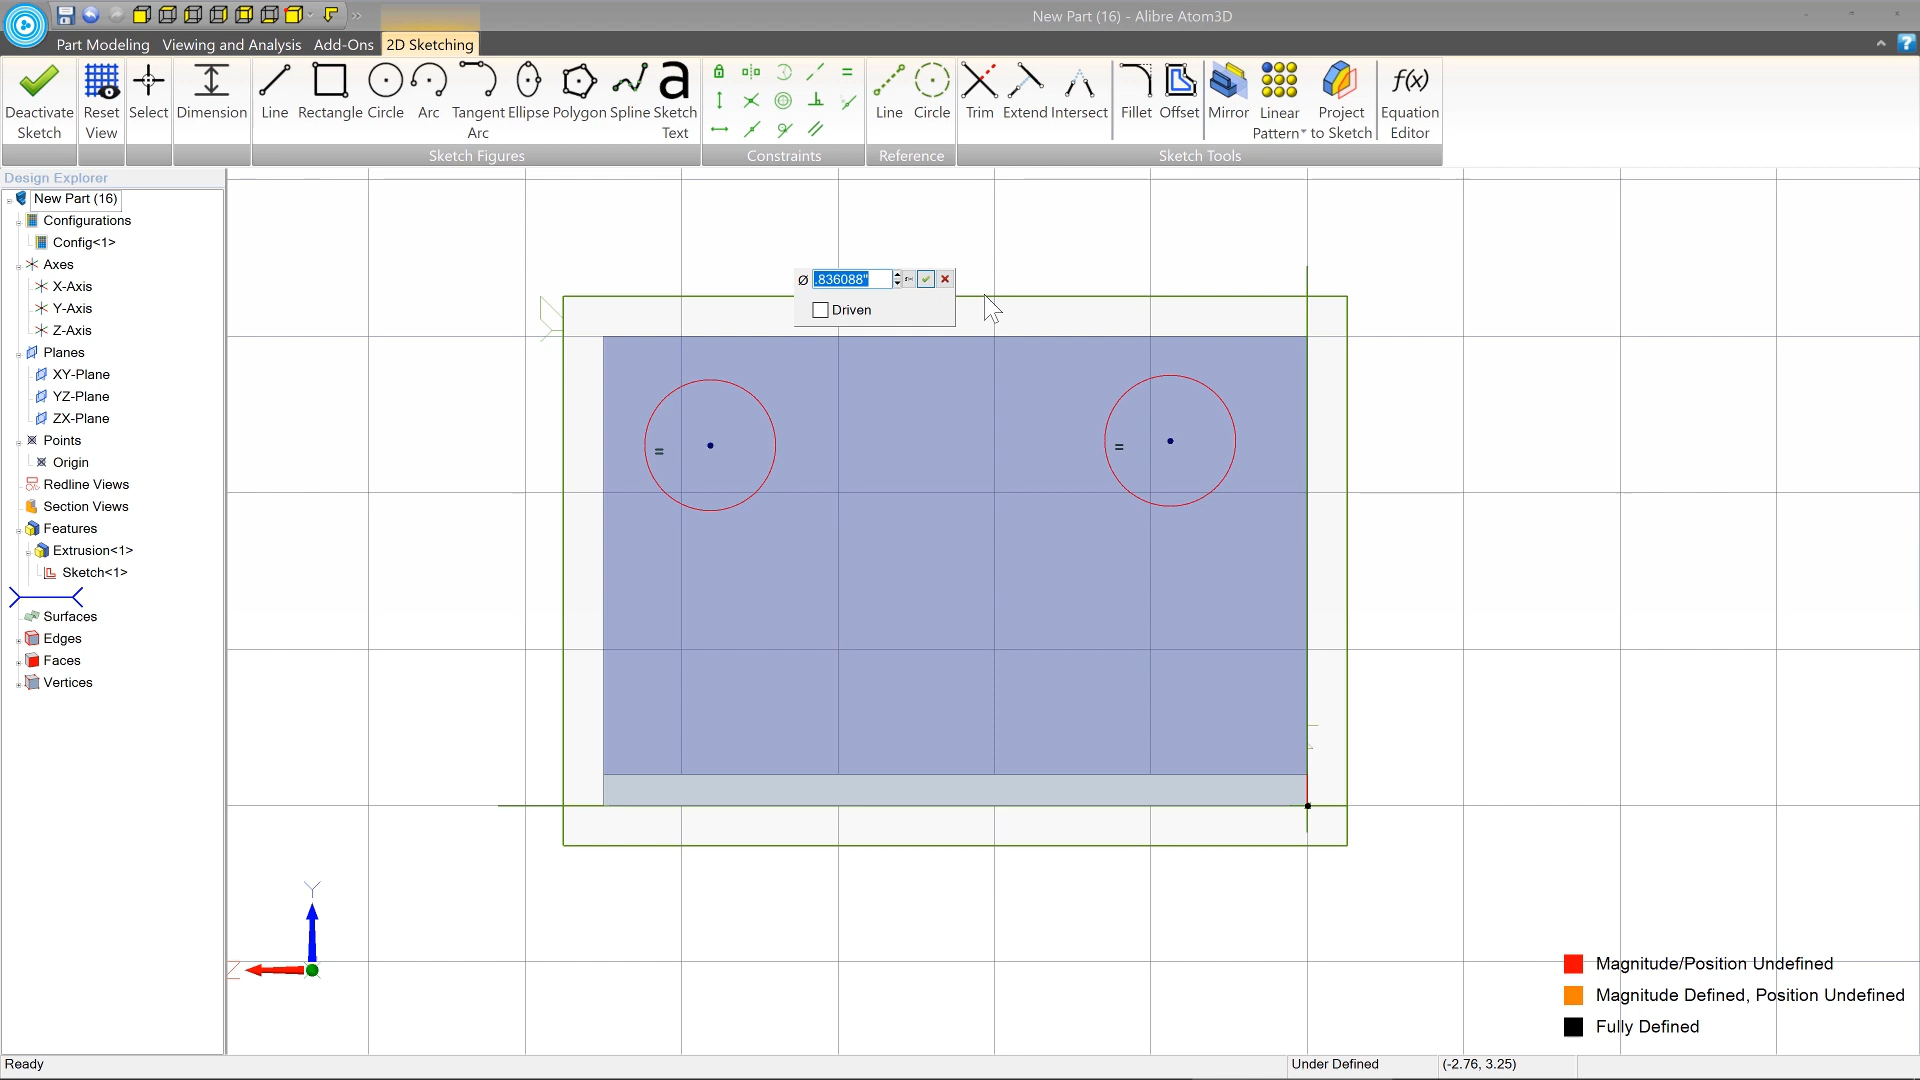 New Part (16) - Alibre Atom3D
Part Modeling Viewing and Analysis Add-Ons 2D Sketching
Deactivate Sketch
Reset View
Select
Dimension
Line
Rectangle
Circle
Arc
Tangent Arc
Ellipse
Polygon
Spline
Sketch Text
Line
Circle
Trim
Extend
Intersect
Fillet
Offset
Mirror
Linear Pattern
Project to Sketch
f(x)
Equation Editor
Sketch Figures
Constraints
Reference
Sketch Tools
Design Explorer
New Part (16)
Configurations
Config<1>
Axes
X-Axis
Y-Axis
Z-Axis
Planes
XY-Plane
YZ-Plane
ZX-Plane
Points
Origin
Redline Views
Section Views
Features
Extrusion<1>
Sketch<1>
Surfaces
Edges
Faces
Vertices
Ø .836088"
Driven
=
=
Y
Z
Magnitude/Position Undefined
Magnitude Defined, Position Undefined
Fully Defined
Ready
Under Defined
(-2.76, 3.25)